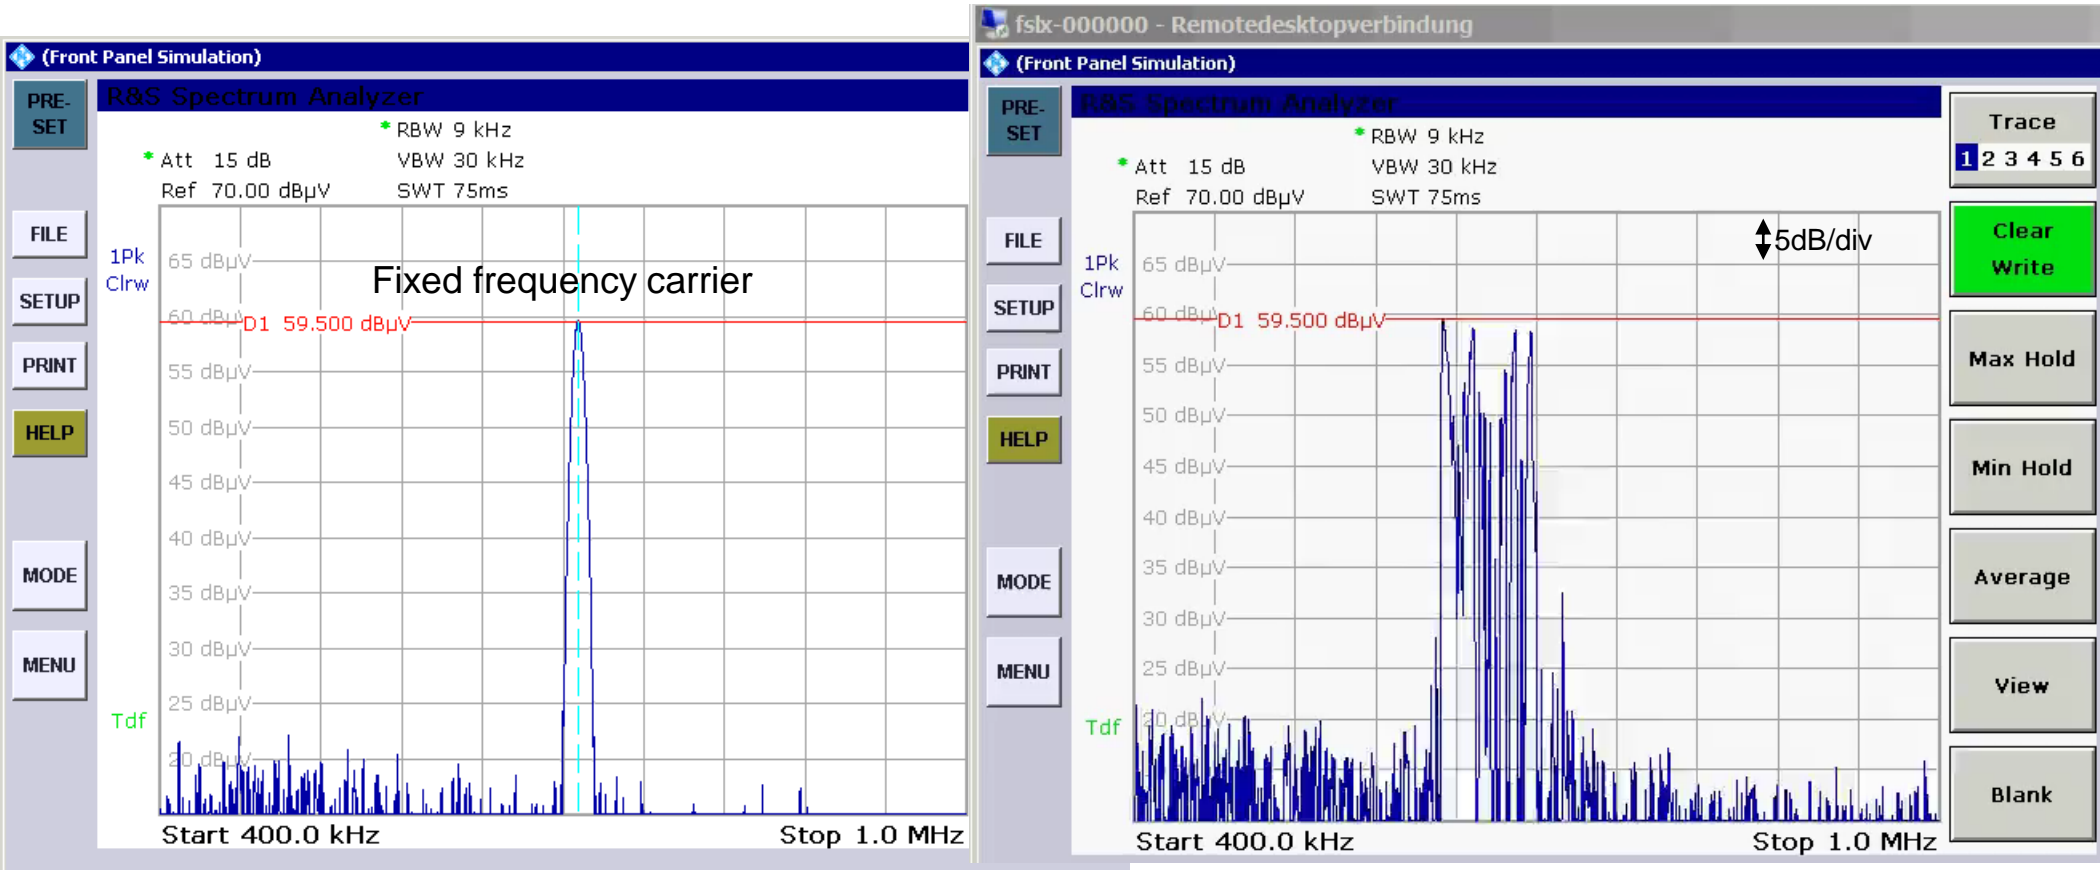 (Front Panel Simulation)
PRE-
SET
FILE
SETUP
PRINT
HELP
MODE
MENU
R&S Spectrum Analyzer
* RBW 9 kHz
* Att 15 dB VBW 30 kHz
Ref 70.00 dBµV SWT 75ms
1Pk
Clrw
65 dBµV
Fixed frequency carrier
60 dBµV
D1 59.500 dBµV
55 dBµV
50 dBµV
45 dBµV
40 dBµV
35 dBµV
30 dBµV
25 dBµV
20 dBµV
Tdf
Start 400.0 kHz Stop 1.0 MHz
fslx-000000 - Remotedesktopverbindung
(Front Panel Simulation)
PRE-
SET
FILE
SETUP
PRINT
HELP
MODE
MENU
R&S Spectrum Analyzer
* RBW 9 kHz
* Att 15 dB VBW 30 kHz
Ref 70.00 dBµV SWT 75ms
5dB/div
1Pk
Clrw
65 dBµV
60 dBµV
D1 59.500 dBµV
55 dBµV
50 dBµV
45 dBµV
40 dBµV
35 dBµV
30 dBµV
25 dBµV
20 dBµV
Tdf
Start 400.0 kHz Stop 1.0 MHz
Trace
1 2 3 4 5 6
Clear
Write
Max Hold
Min Hold
Average
View
Blank